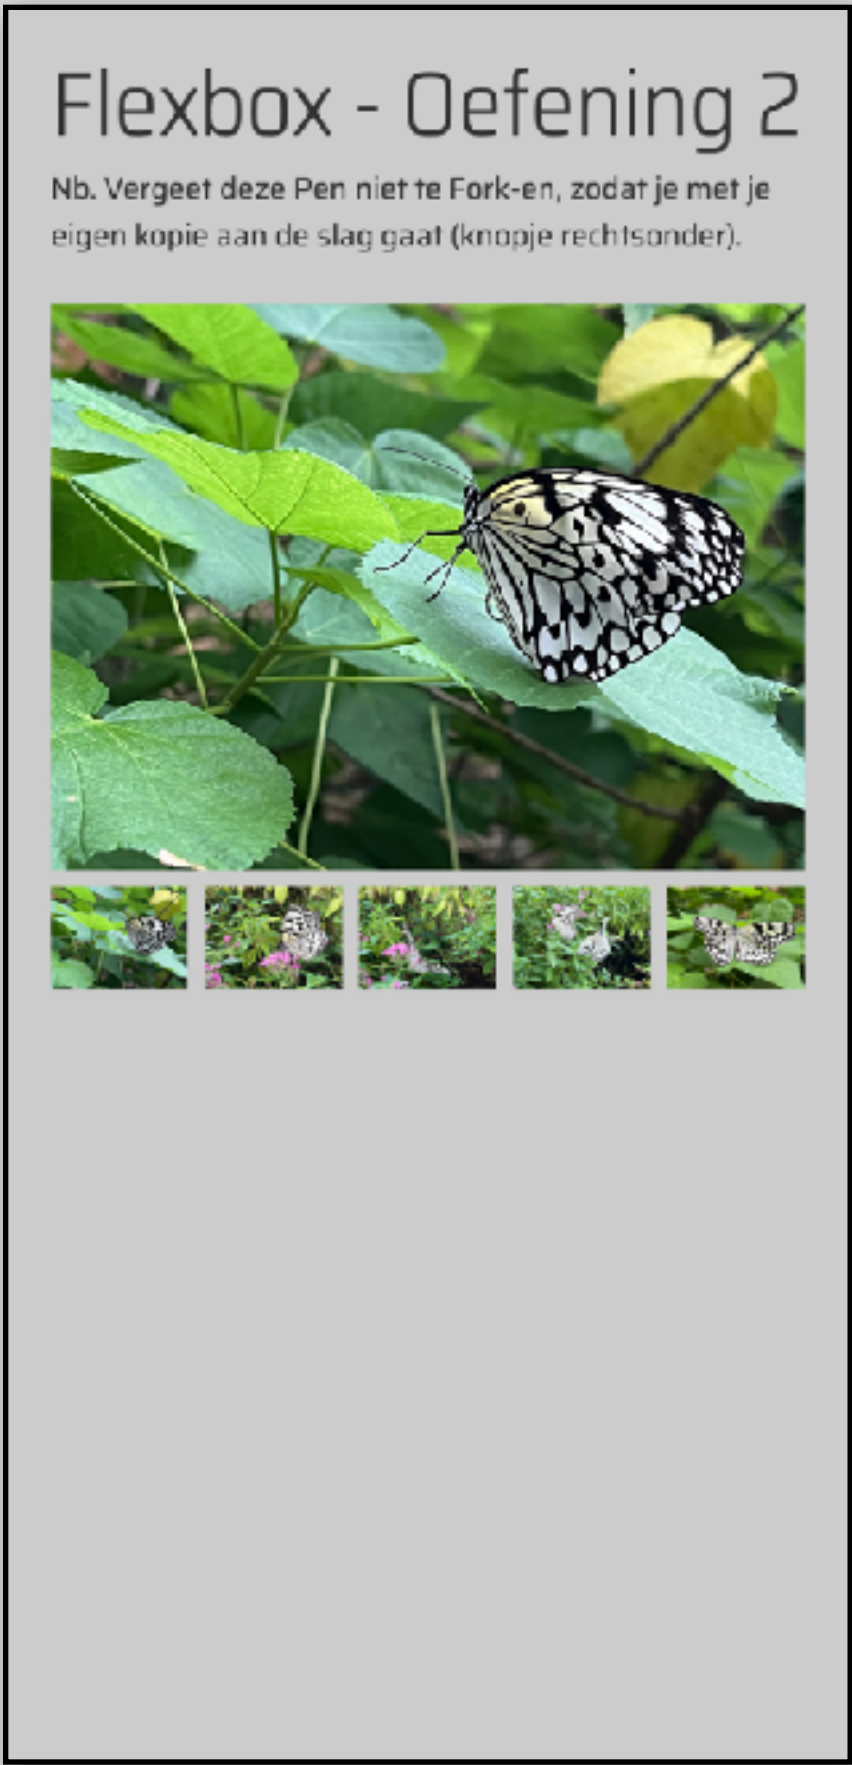 Flexbox - Oefening 2
Nb. Vergeet deze Pen niet te Fork-en, zodat je met je
eigen kopie aan de slag gaat (knopje rechtsonder).